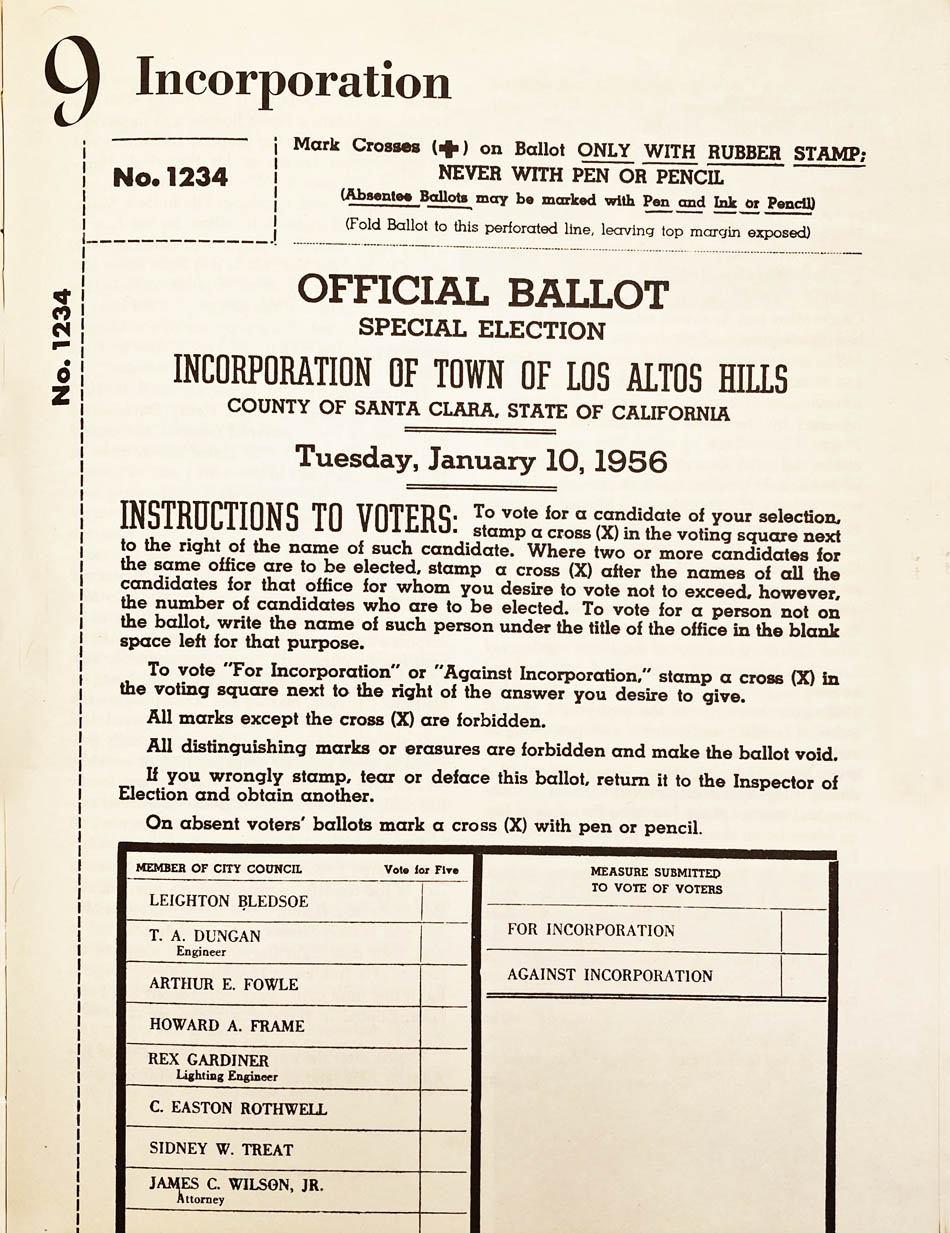 9 Incorporation
No. 1234
Mark Crosses (✚) on Ballot ONLY WITH RUBBER STAMP;
NEVER WITH PEN OR PENCIL
(Absentee Ballots may be marked with Pen and Ink or Pencil)
(Fold Ballot to this perforated line, leaving top margin exposed)
No. 1234
OFFICIAL BALLOT
SPECIAL ELECTION
INCORPORATION OF TOWN OF LOS ALTOS HILLS
COUNTY OF SANTA CLARA, STATE OF CALIFORNIA
Tuesday, January 10, 1956
INSTRUCTIONS TO VOTERS: To vote for a candidate of your selection,
stamp a cross (X) in the voting square next
to the right of the name of such candidate. Where two or more candidates for
the same office are to be elected, stamp a cross (X) after the names of all the
candidates for that office for whom you desire to vote not to exceed, however,
the number of candidates who are to be elected. To vote for a person not on
the ballot, write the name of such person under the title of the office in the blank
space left for that purpose.
To vote "For Incorporation" or "Against Incorporation," stamp a cross (X) in
the voting square next to the right of the answer you desire to give.
All marks except the cross (X) are forbidden.
All distinguishing marks or erasures are forbidden and make the ballot void.
If you wrongly stamp, tear or deface this ballot, return it to the Inspector of
Election and obtain another.
On absent voters' ballots mark a cross (X) with pen or pencil.
MEMBER OF CITY COUNCIL Vote for Five
LEIGHTON BLEDSOE
T. A. DUNGAN
Engineer
ARTHUR E. FOWLE
HOWARD A. FRAME
REX GARDINER
Lighting Engineer
C. EASTON ROTHWELL
SIDNEY W. TREAT
JAMES C. WILSON, JR.
Attorney
MEASURE SUBMITTED
TO VOTE OF VOTERS
FOR INCORPORATION
AGAINST INCORPORATION